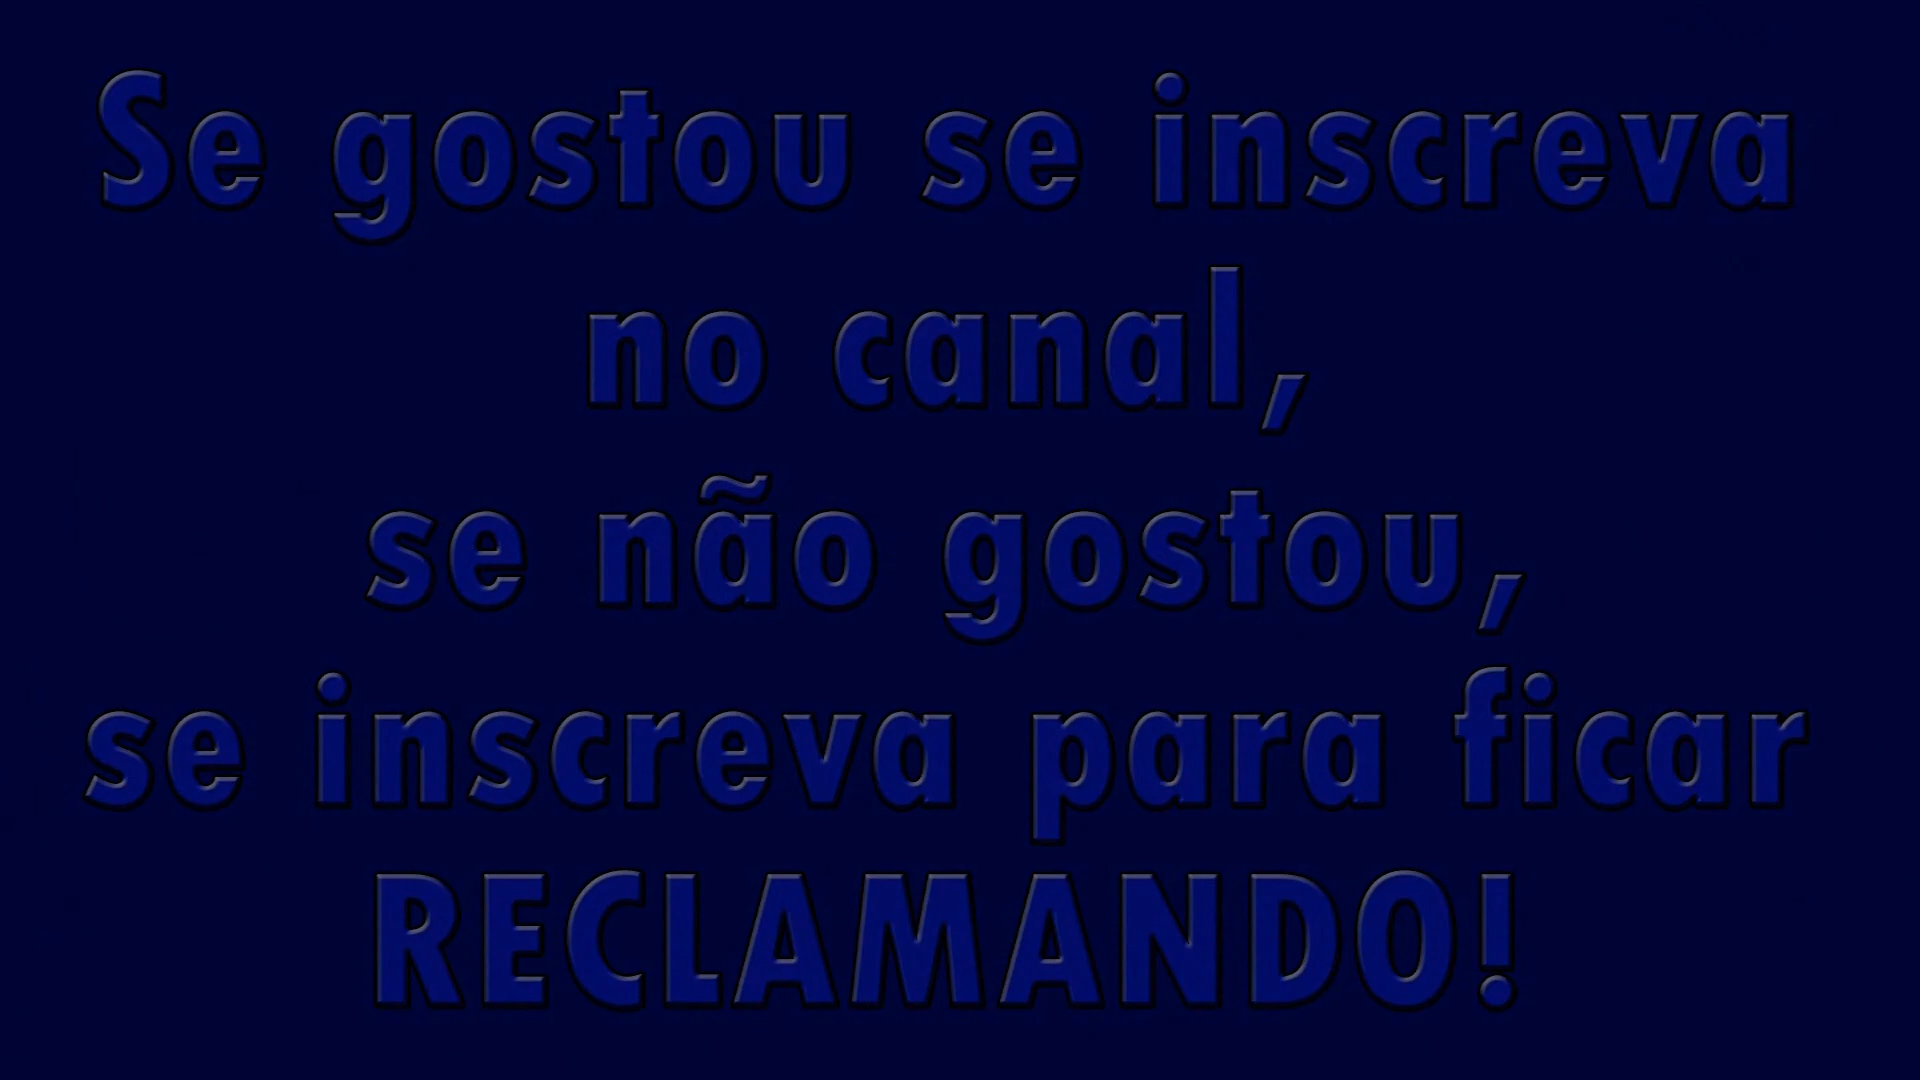 Se gostou se inscreva
no canal,
se não gostou,
se inscreva para ficar
RECLAMANDO!